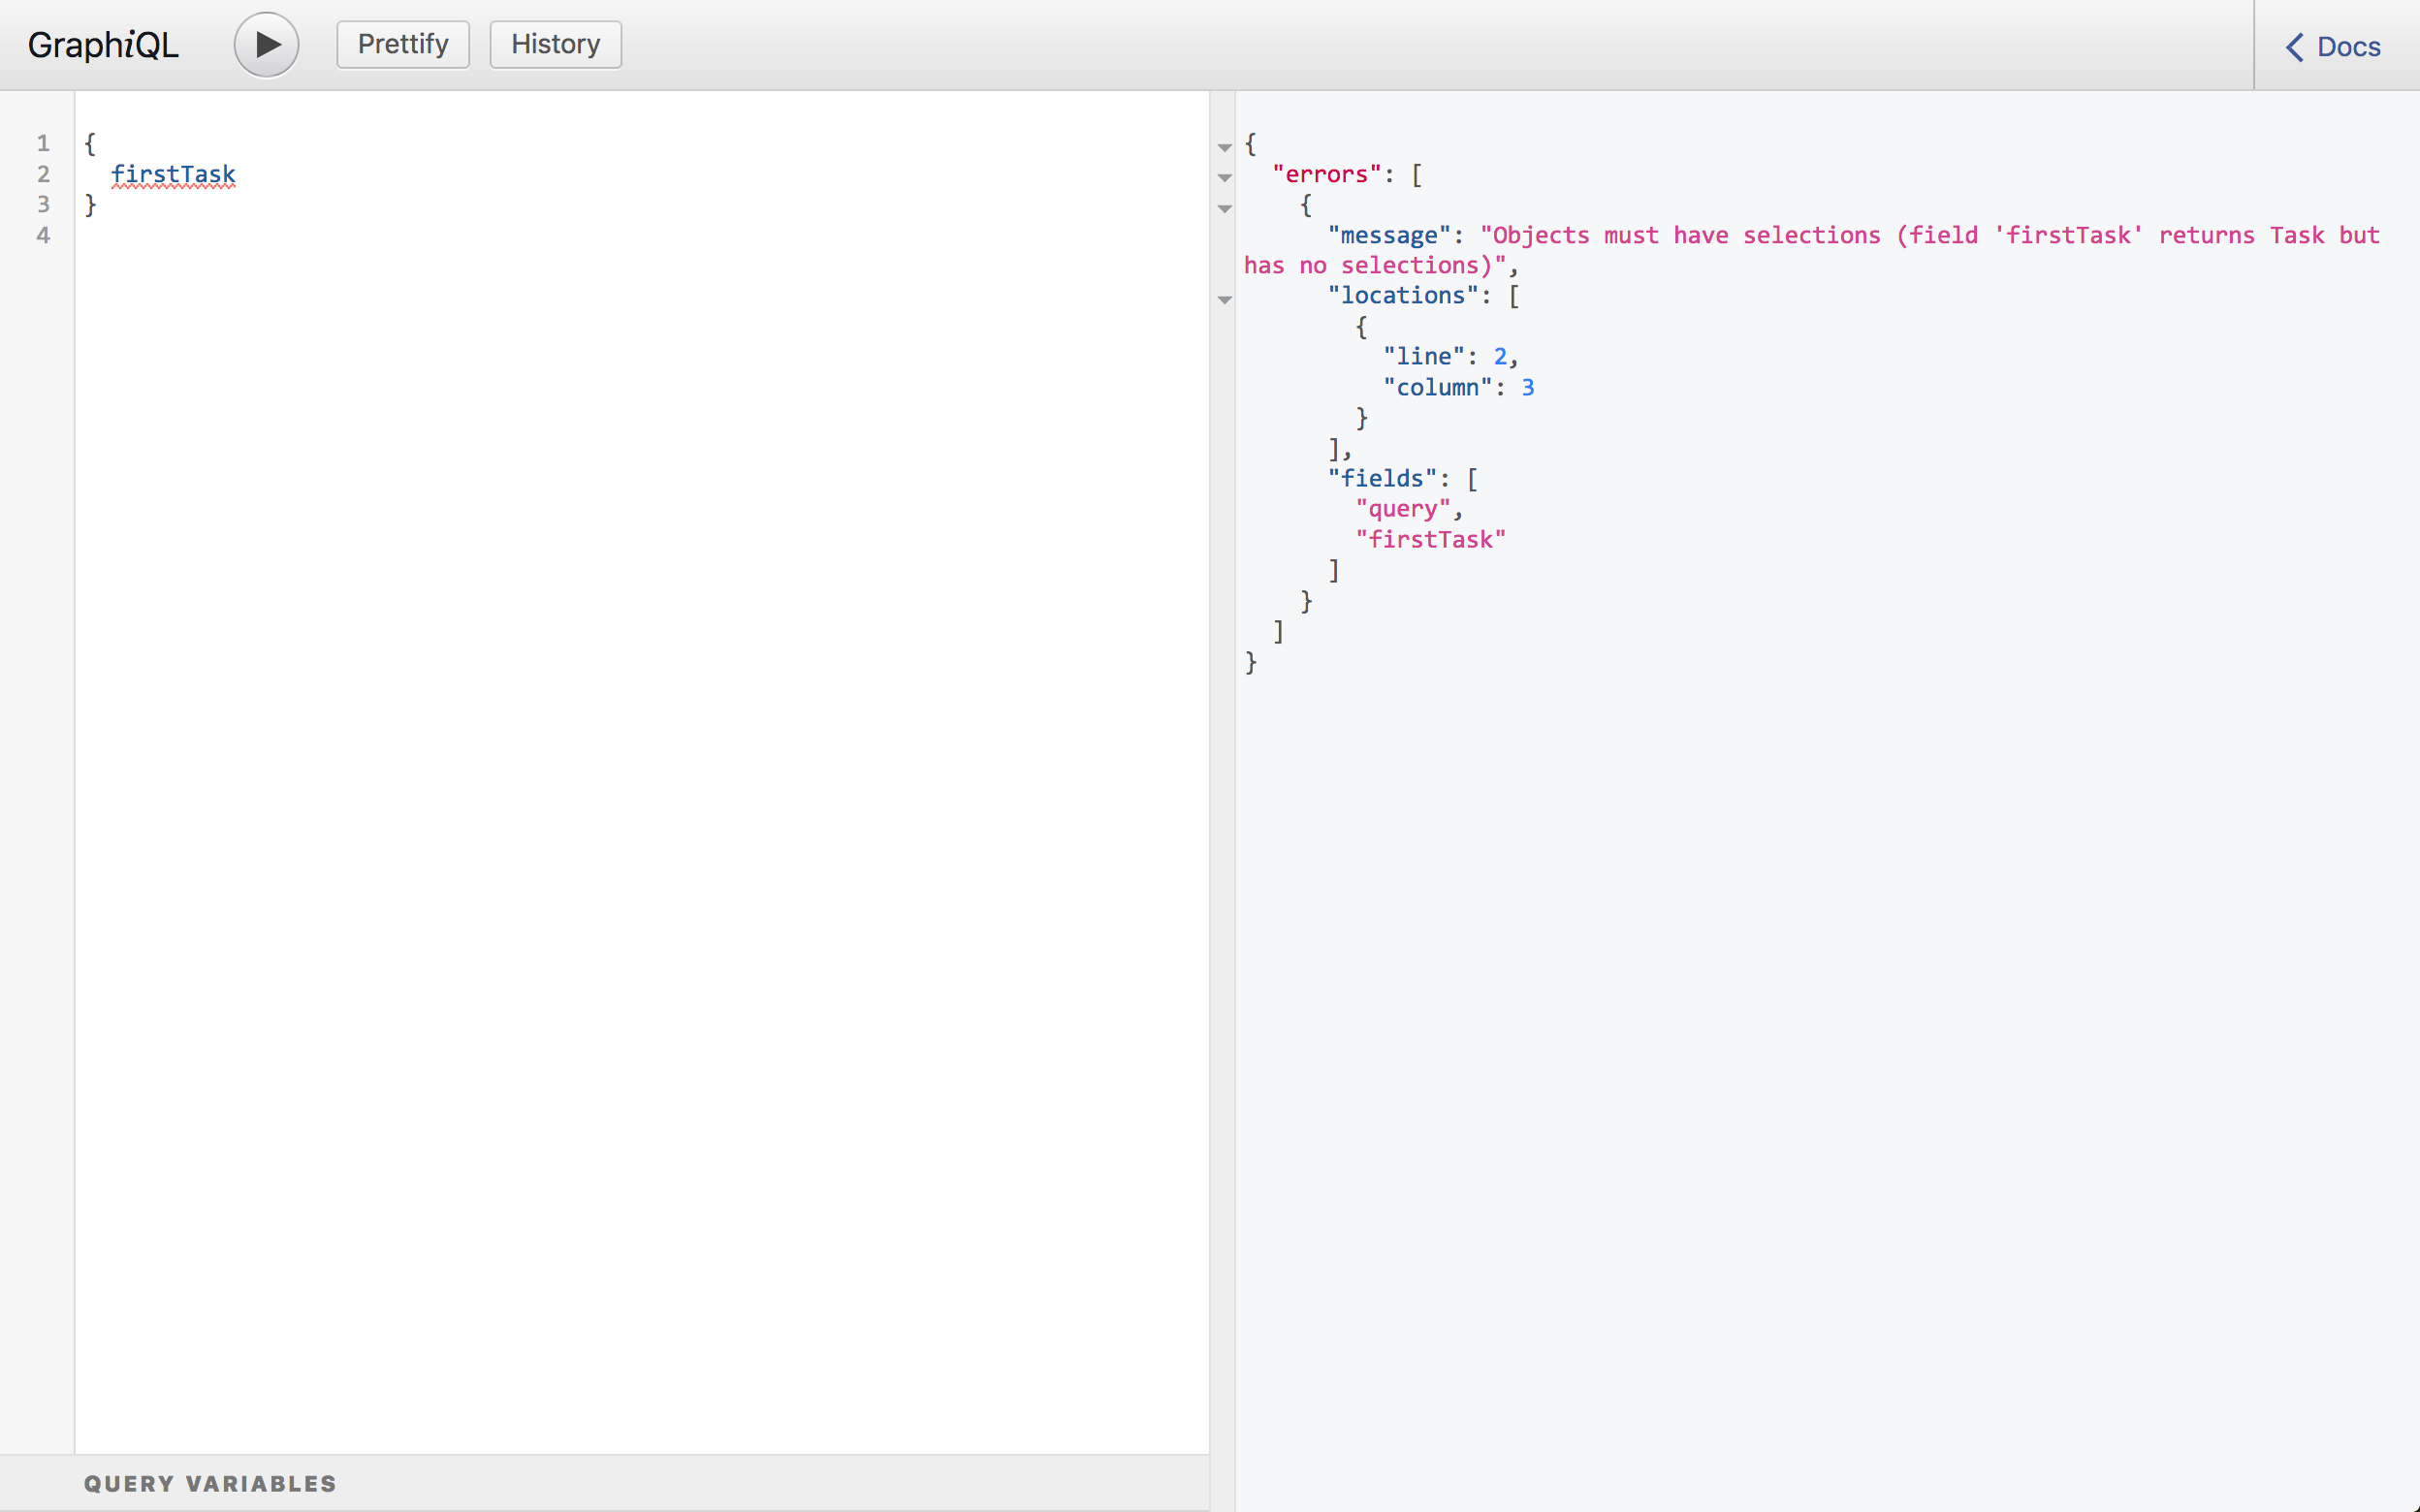 GraphiQL Prettify History Docs
1 {
2   firstTask
3 }
4
{
  "errors": [
    {
      "message": "Objects must have selections (field 'firstTask' returns Task but
has no selections)",
      "locations": [
        {
          "line": 2,
          "column": 3
        }
      ],
      "fields": [
        "query",
        "firstTask"
      ]
    }
  ]
}
QUERY VARIABLES